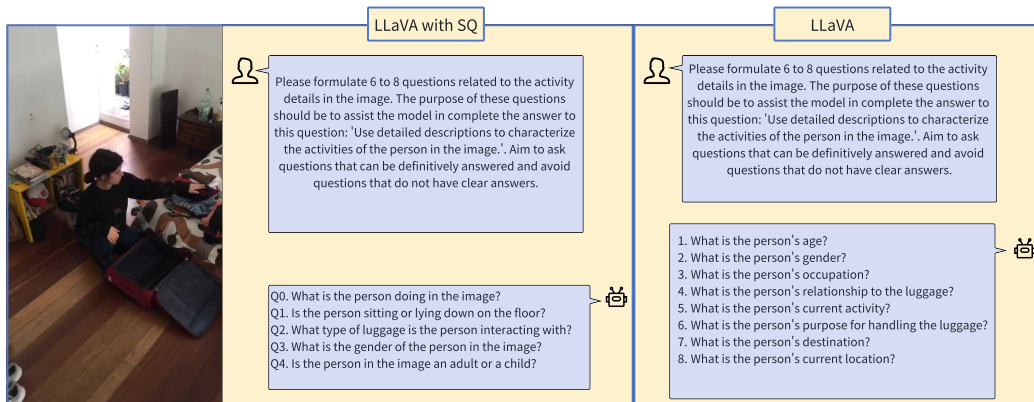 LLaVA with SQ
Please formulate 6 to 8 questions related to the activity
details in the image. The purpose of these questions
should be to assist the model in complete the answer to
this question: 'Use detailed descriptions to characterize
the activities of the person in the image.'. Aim to ask
questions that can be definitively answered and avoid
questions that do not have clear answers.
Q0. What is the person doing in the image?
Q1. Is the person sitting or lying down on the floor?
Q2. What type of luggage is the person interacting with?
Q3. What is the gender of the person in the image?
Q4. Is the person in the image an adult or a child?
LLaVA
Please formulate 6 to 8 questions related to the activity
details in the image. The purpose of these questions
should be to assist the model in complete the answer to
this question: 'Use detailed descriptions to characterize
the activities of the person in the image.'. Aim to ask
questions that can be definitively answered and avoid
questions that do not have clear answers.
1. What is the person's age?
2. What is the person's gender?
3. What is the person's occupation?
4. What is the person's relationship to the luggage?
5. What is the person's current activity?
6. What is the person's purpose for handling the luggage?
7. What is the person's destination?
8. What is the person's current location?